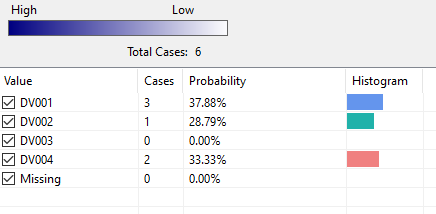 High Low
Total Cases: 6
Value Cases Probability Histogram
DV001 3 37.88%
DV002 1 28.79%
DV003 0 0.00%
DV004 2 33.33%
Missing 0 0.00%